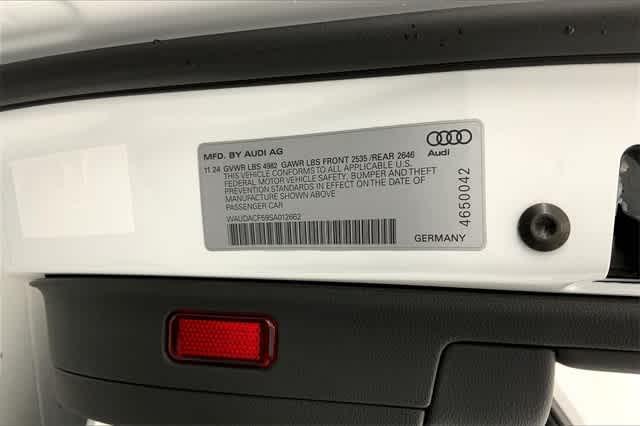 MFD. BY AUDI AG
Audi
11.24 GVWR LBS 4982 GAWR LBS FRONT 2535 /REAR 2646
THIS VEHICLE CONFORMS TO ALL APPLICABLE U.S.
FEDERAL MOTOR VEHICLE SAFETY, BUMPER AND THEFT
PREVENTION STANDARDS IN EFFECT ON THE DATE OF
MANUFACTURE SHOWN ABOVE
PASSENGER CAR
WAUDACF59SA012662
4650042
GERMANY